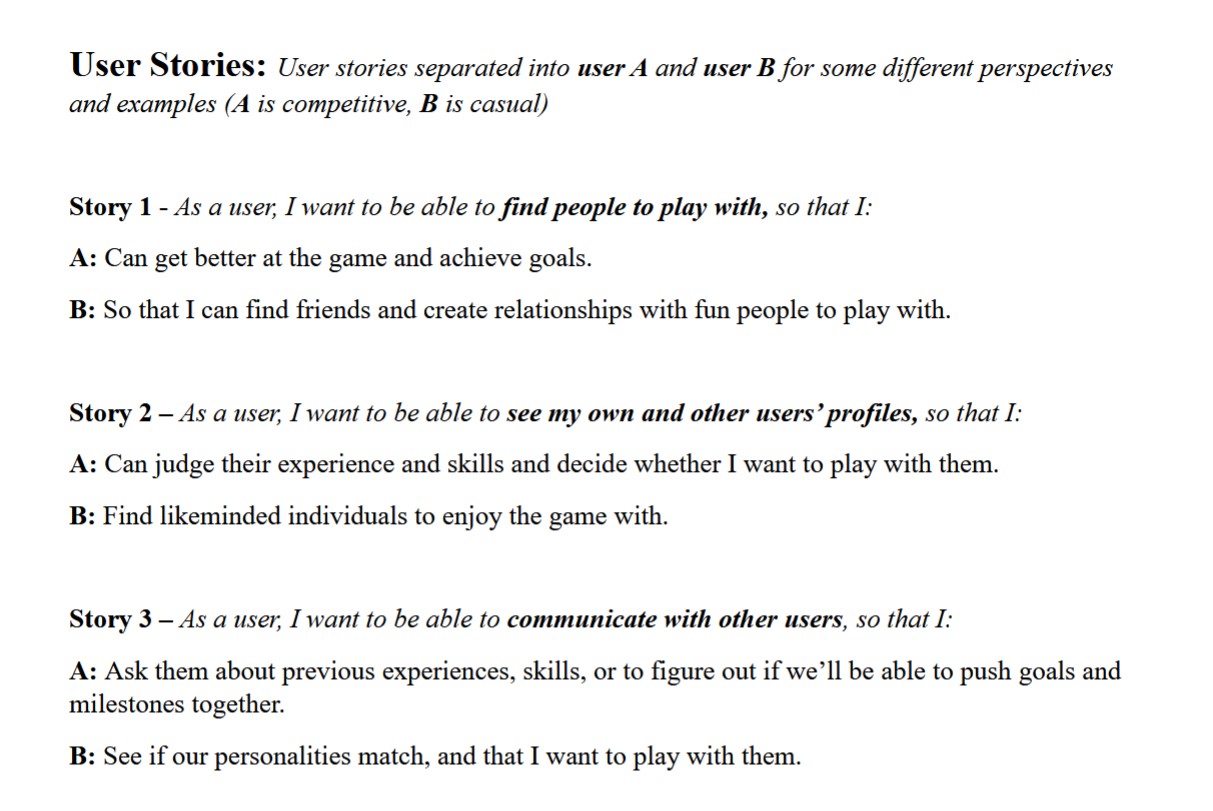 User Stories: User stories separated into user A and user B for some different perspectives
and examples (A is competitive, B is casual)
Story 1 - As a user, I want to be able to find people to play with, so that I:
A: Can get better at the game and achieve goals.
B: So that I can find friends and create relationships with fun people to play with.
Story 2 – As a user, I want to be able to see my own and other users’ profiles, so that I:
A: Can judge their experience and skills and decide whether I want to play with them.
B: Find likeminded individuals to enjoy the game with.
Story 3 – As a user, I want to be able to communicate with other users, so that I:
A: Ask them about previous experiences, skills, or to figure out if we’ll be able to push goals and
milestones together.
B: See if our personalities match, and that I want to play with them.